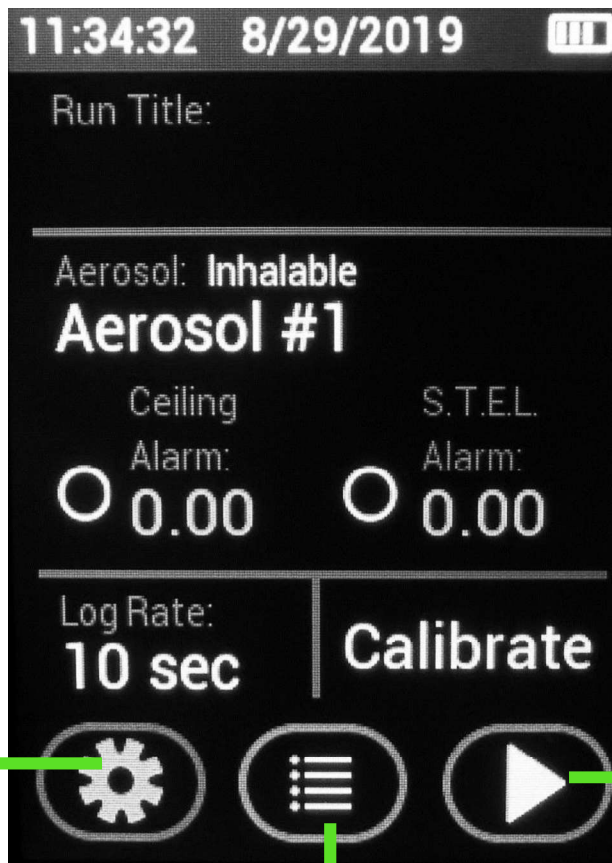 11:34:32 8/29/2019
Run Title:
Aerosol: Inhalable
Aerosol #1
Ceiling S.T.E.L.
Alarm: Alarm:
0.00 0.00
Log Rate:
10 sec Calibrate